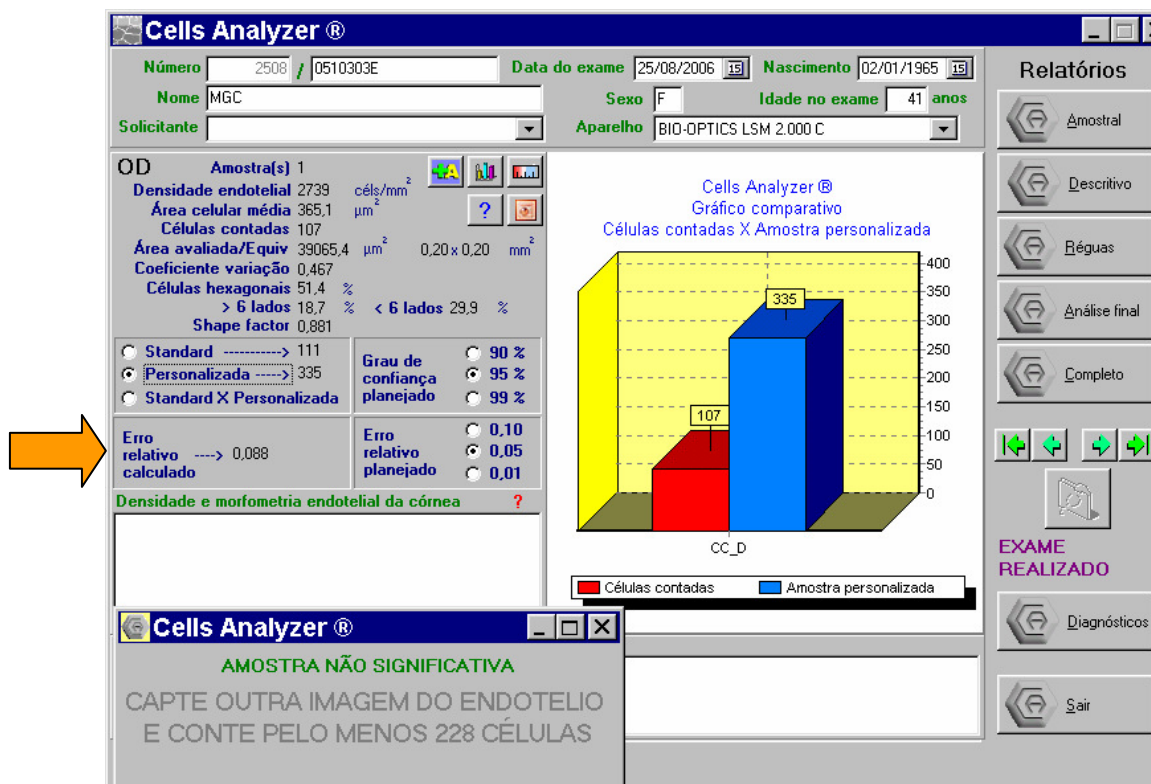 Cells Analyzer ®
Número 2508 / 0510303E Data do exame 25/08/2006 15 Nascimento 02/01/1965 15
Nome MGC Sexo F Idade no exame 41 anos
Solicitante Aparelho BIO-OPTICS LSM 2.000 C
OD Amostra(s) 1
Densidade endotelial 2739 céls/mm²
Área celular média 365,1 µm²
Células contadas 107
Área avaliada/Equiv 39065,4 µm² 0,20 x 0,20 mm²
Coeficiente variação 0,467
Células hexagonais 51,4 %
> 6 lados 18,7 % < 6 lados 29,9 %
Shape factor 0,881
?
Standard -----------> 111
Personalizada -----> 335
Standard X Personalizada
Grau de confiança planejado
90 %
95 %
99 %
Erro relativo calculado ----> 0,088
Erro relativo planejado
0,10
0,05
0,01
Densidade e morfometria endotelial da córnea ?
Cells Analyzer ®
Gráfico comparativo
Células contadas X Amostra personalizada
400
350
300
250
200
150
100
50
0
335
107
CC_D
Células contadas Amostra personalizada
Relatórios
Amostral
Descritivo
Réguas
Análise final
Completo
EXAME
REALIZADO
Diagnósticos
Sair
Cells Analyzer ®
AMOSTRA NÃO SIGNIFICATIVA
CAPTE OUTRA IMAGEM DO ENDOTELIO
E CONTE PELO MENOS 228 CÉLULAS